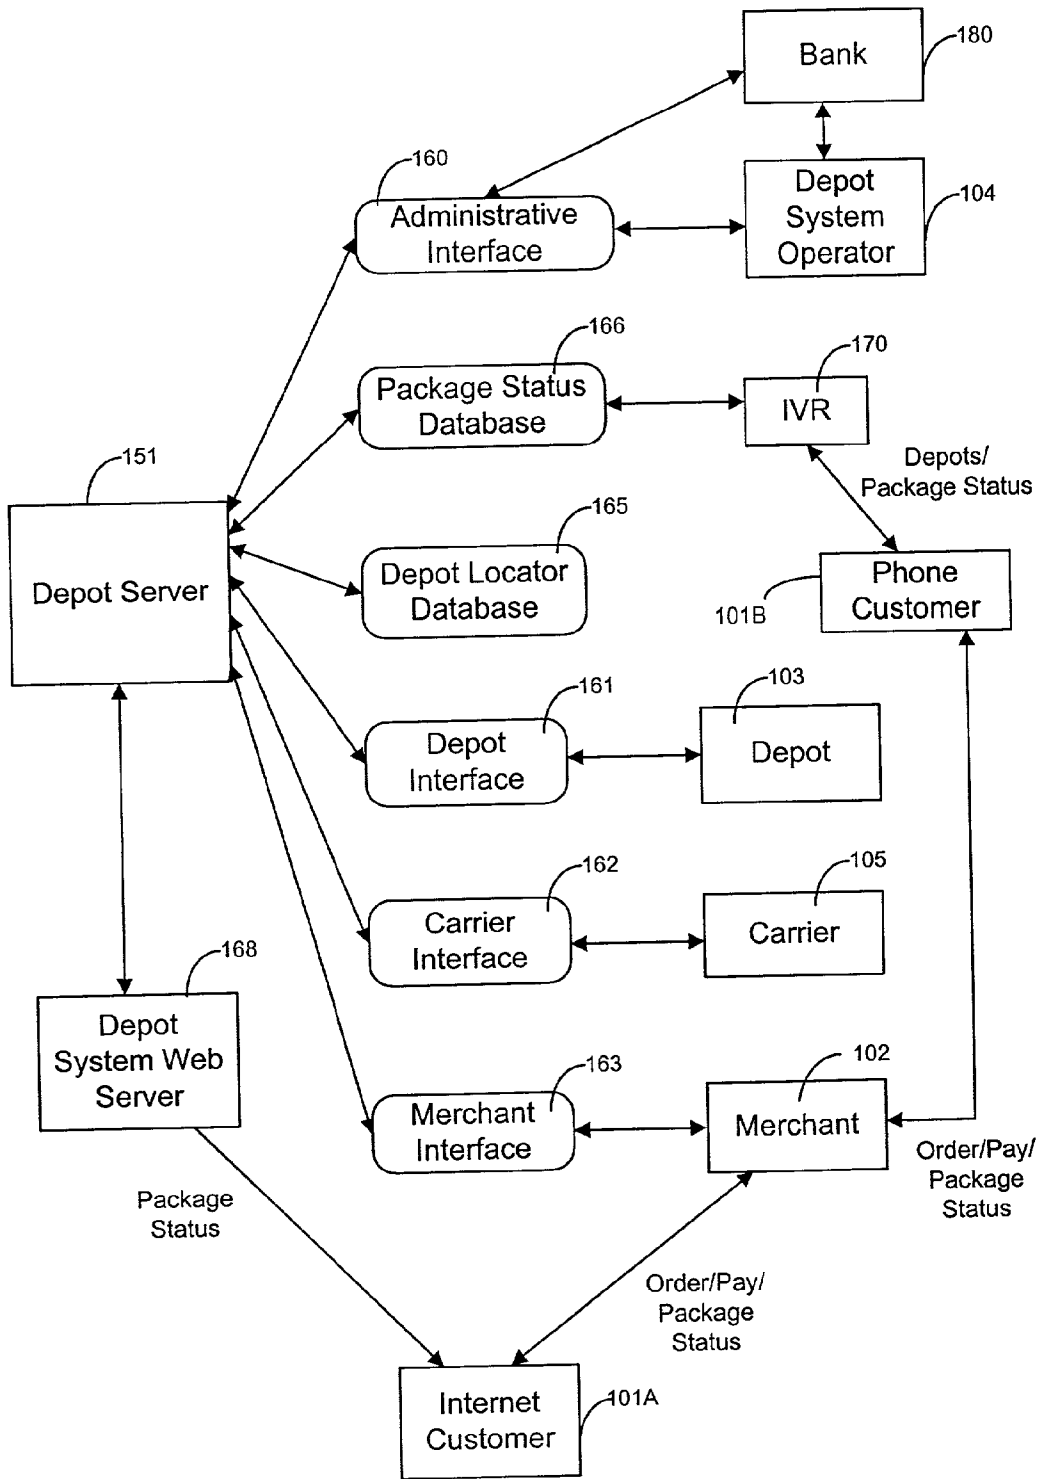 Bank
180
160
Administrative
Interface
Depot
System
Operator
104
166
Package Status
Database
170
IVR
Depots/
Package Status
151
Depot Server
165
Depot Locator
Database
Phone
Customer
101B
161
Depot
Interface
103
Depot
162
Carrier
Interface
105
Carrier
168
Depot
System Web
Server
163
Merchant
Interface
102
Merchant
Order/Pay/
Package
Status
Package
Status
Order/Pay/
Package
Status
Internet
Customer
101A